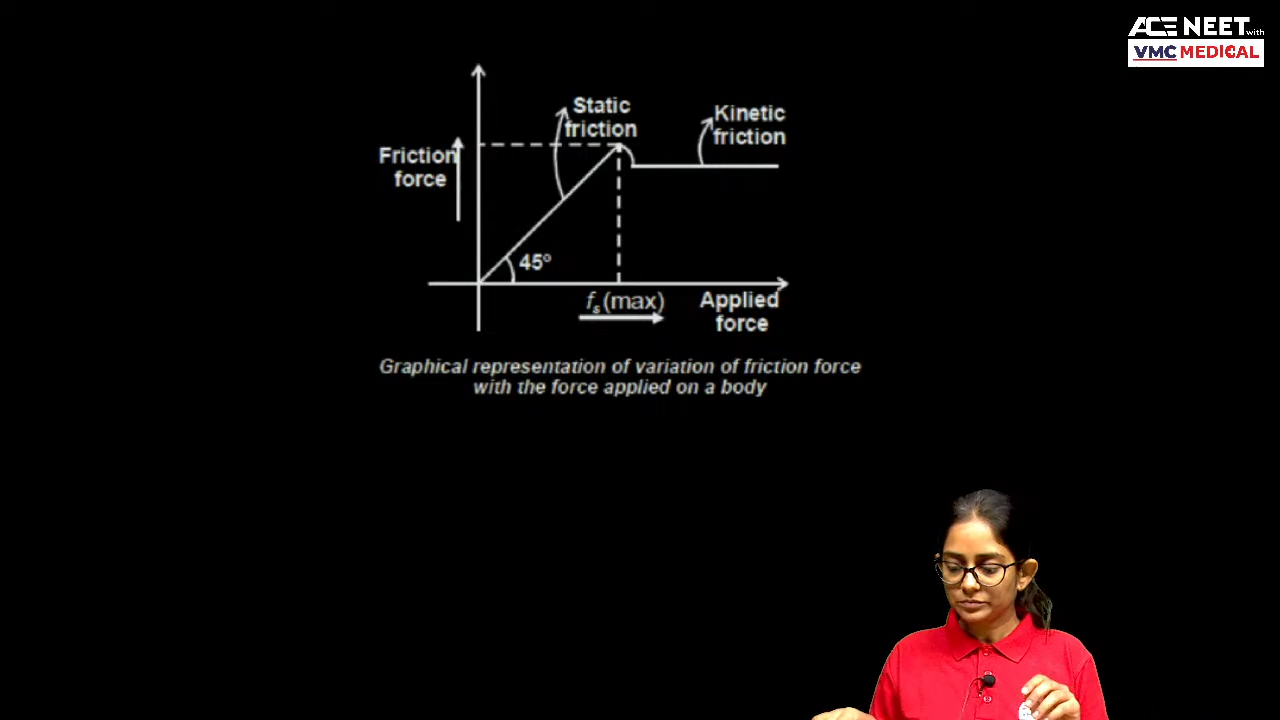 ACE NEET with
VMC MEDICAL
Static
friction
Kinetic
friction
Friction
force
45°
fs(max)
Applied
force
Graphical representation of variation of friction force
with the force applied on a body